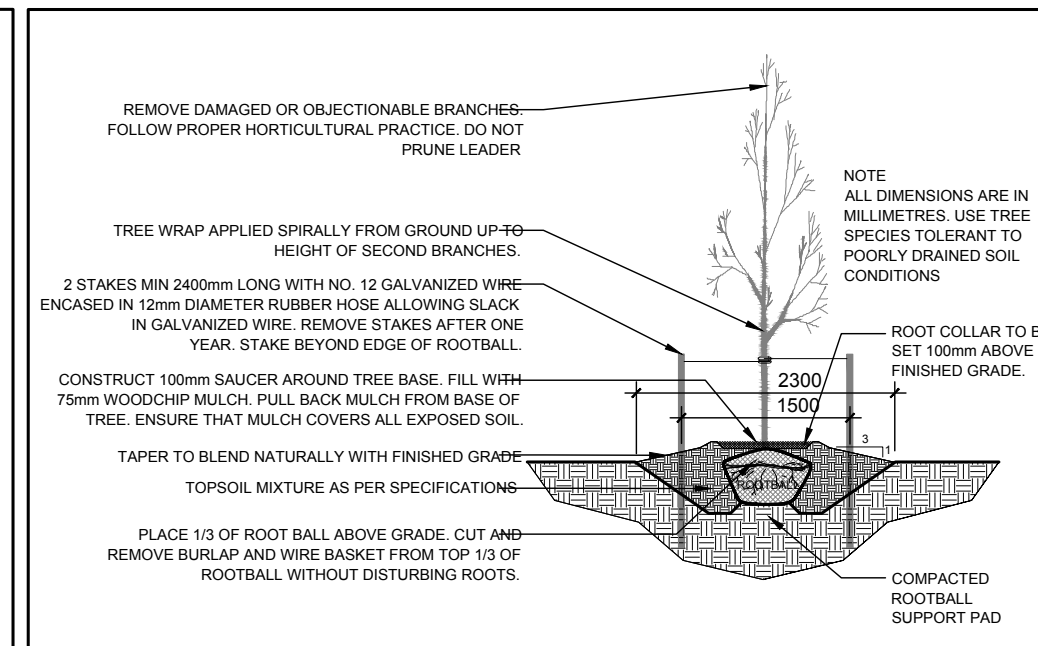 REMOVE DAMAGED OR OBJECTIONABLE BRANCHES.
FOLLOW PROPER HORTICULTURAL PRACTICE. DO NOT
PRUNE LEADER
TREE WRAP APPLIED SPIRALLY FROM GROUND UP TO
HEIGHT OF SECOND BRANCHES.
2 STAKES MIN 2400mm LONG WITH NO. 12 GALVANIZED WIRE
ENCASED IN 12mm DIAMETER RUBBER HOSE ALLOWING SLACK
IN GALVANIZED WIRE. REMOVE STAKES AFTER ONE
YEAR. STAKE BEYOND EDGE OF ROOTBALL.
CONSTRUCT 100mm SAUCER AROUND TREE BASE. FILL WITH
75mm WOODCHIP MULCH. PULL BACK MULCH FROM BASE OF
TREE. ENSURE THAT MULCH COVERS ALL EXPOSED SOIL.
TAPER TO BLEND NATURALLY WITH FINISHED GRADE
TOPSOIL MIXTURE AS PER SPECIFICATIONS
PLACE 1/3 OF ROOT BALL ABOVE GRADE. CUT AND
REMOVE BURLAP AND WIRE BASKET FROM TOP 1/3 OF
ROOTBALL WITHOUT DISTURBING ROOTS.
NOTE
ALL DIMENSIONS ARE IN
MILLIMETRES. USE TREE
SPECIES TOLERANT TO
POORLY DRAINED SOIL
CONDITIONS
ROOT COLLAR TO B
SET 100mm ABOVE
FINISHED GRADE.
2300
1500
3
1
ROOTBALL
COMPACTED
ROOTBALL
SUPPORT PAD